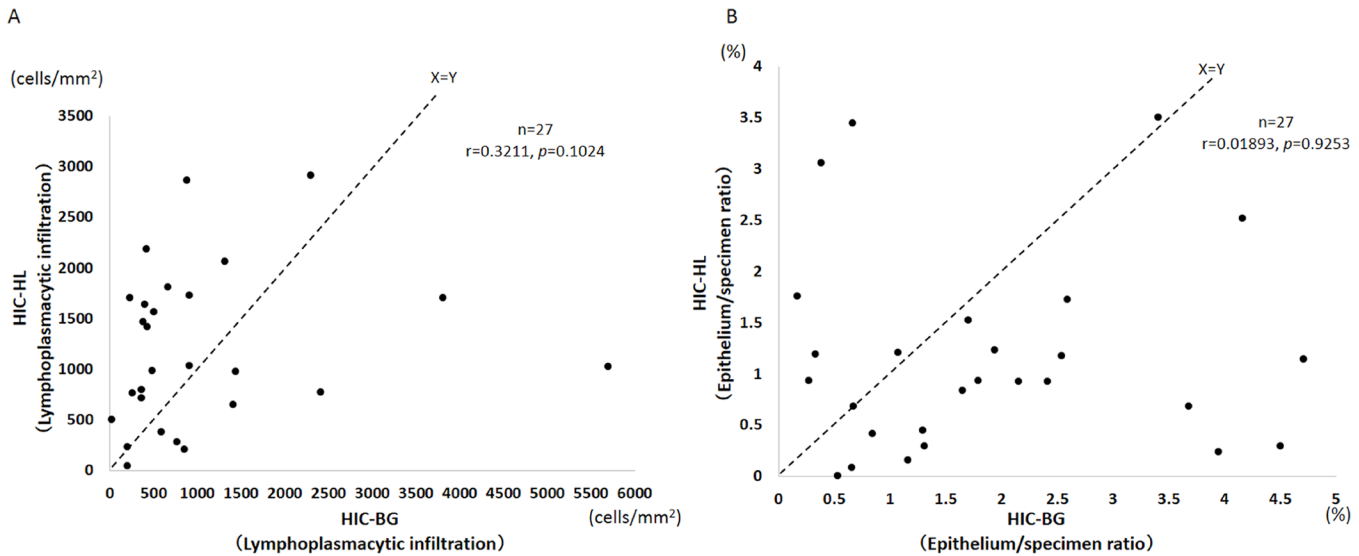 A
(cells/mm²)
X=Y
n=27
r=0.3211, p=0.1024
3500
3000
2500
2000
1500
1000
500
0
HIC-HL
（Lymphoplasmacytic infiltration）
0 500 1000 1500 2000 2500 3000 3500 4000 4500 5000 5500 6000
HIC-BG
(cells/mm²)
（Lymphoplasmacytic infiltration）
B
(%)
X=Y
n=27
r=0.01893, p=0.9253
4
3.5
3
2.5
2
1.5
1
0.5
0
HIC-HL
（Epithelium/specimen ratio）
0 0.5 1 1.5 2 2.5 3 3.5 4 4.5 5
HIC-BG
(%)
（Epithelium/specimen ratio）